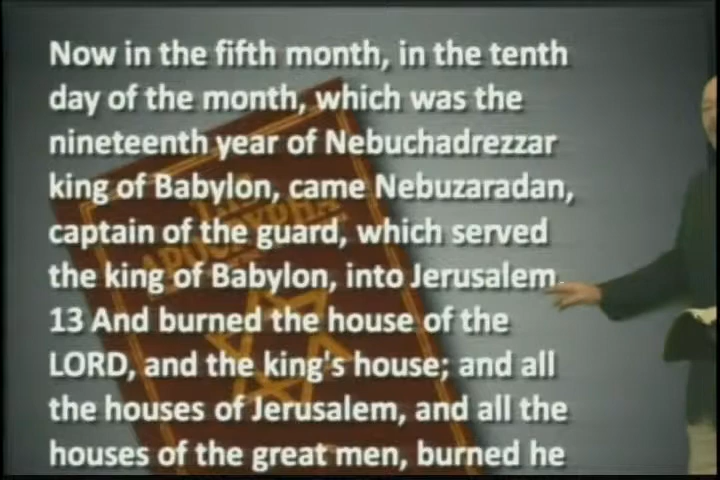 Now in the fifth month, in the tenth
day of the month, which was the
nineteenth year of Nebuchadrezzar
king of Babylon, came Nebuzaradan,
captain of the guard, which served
the king of Babylon, into Jerusalem.
13 And burned the house of the
LORD, and the king's house; and all
the houses of Jerusalem, and all the
houses of the great men, burned he
THE
APOCRYPHA